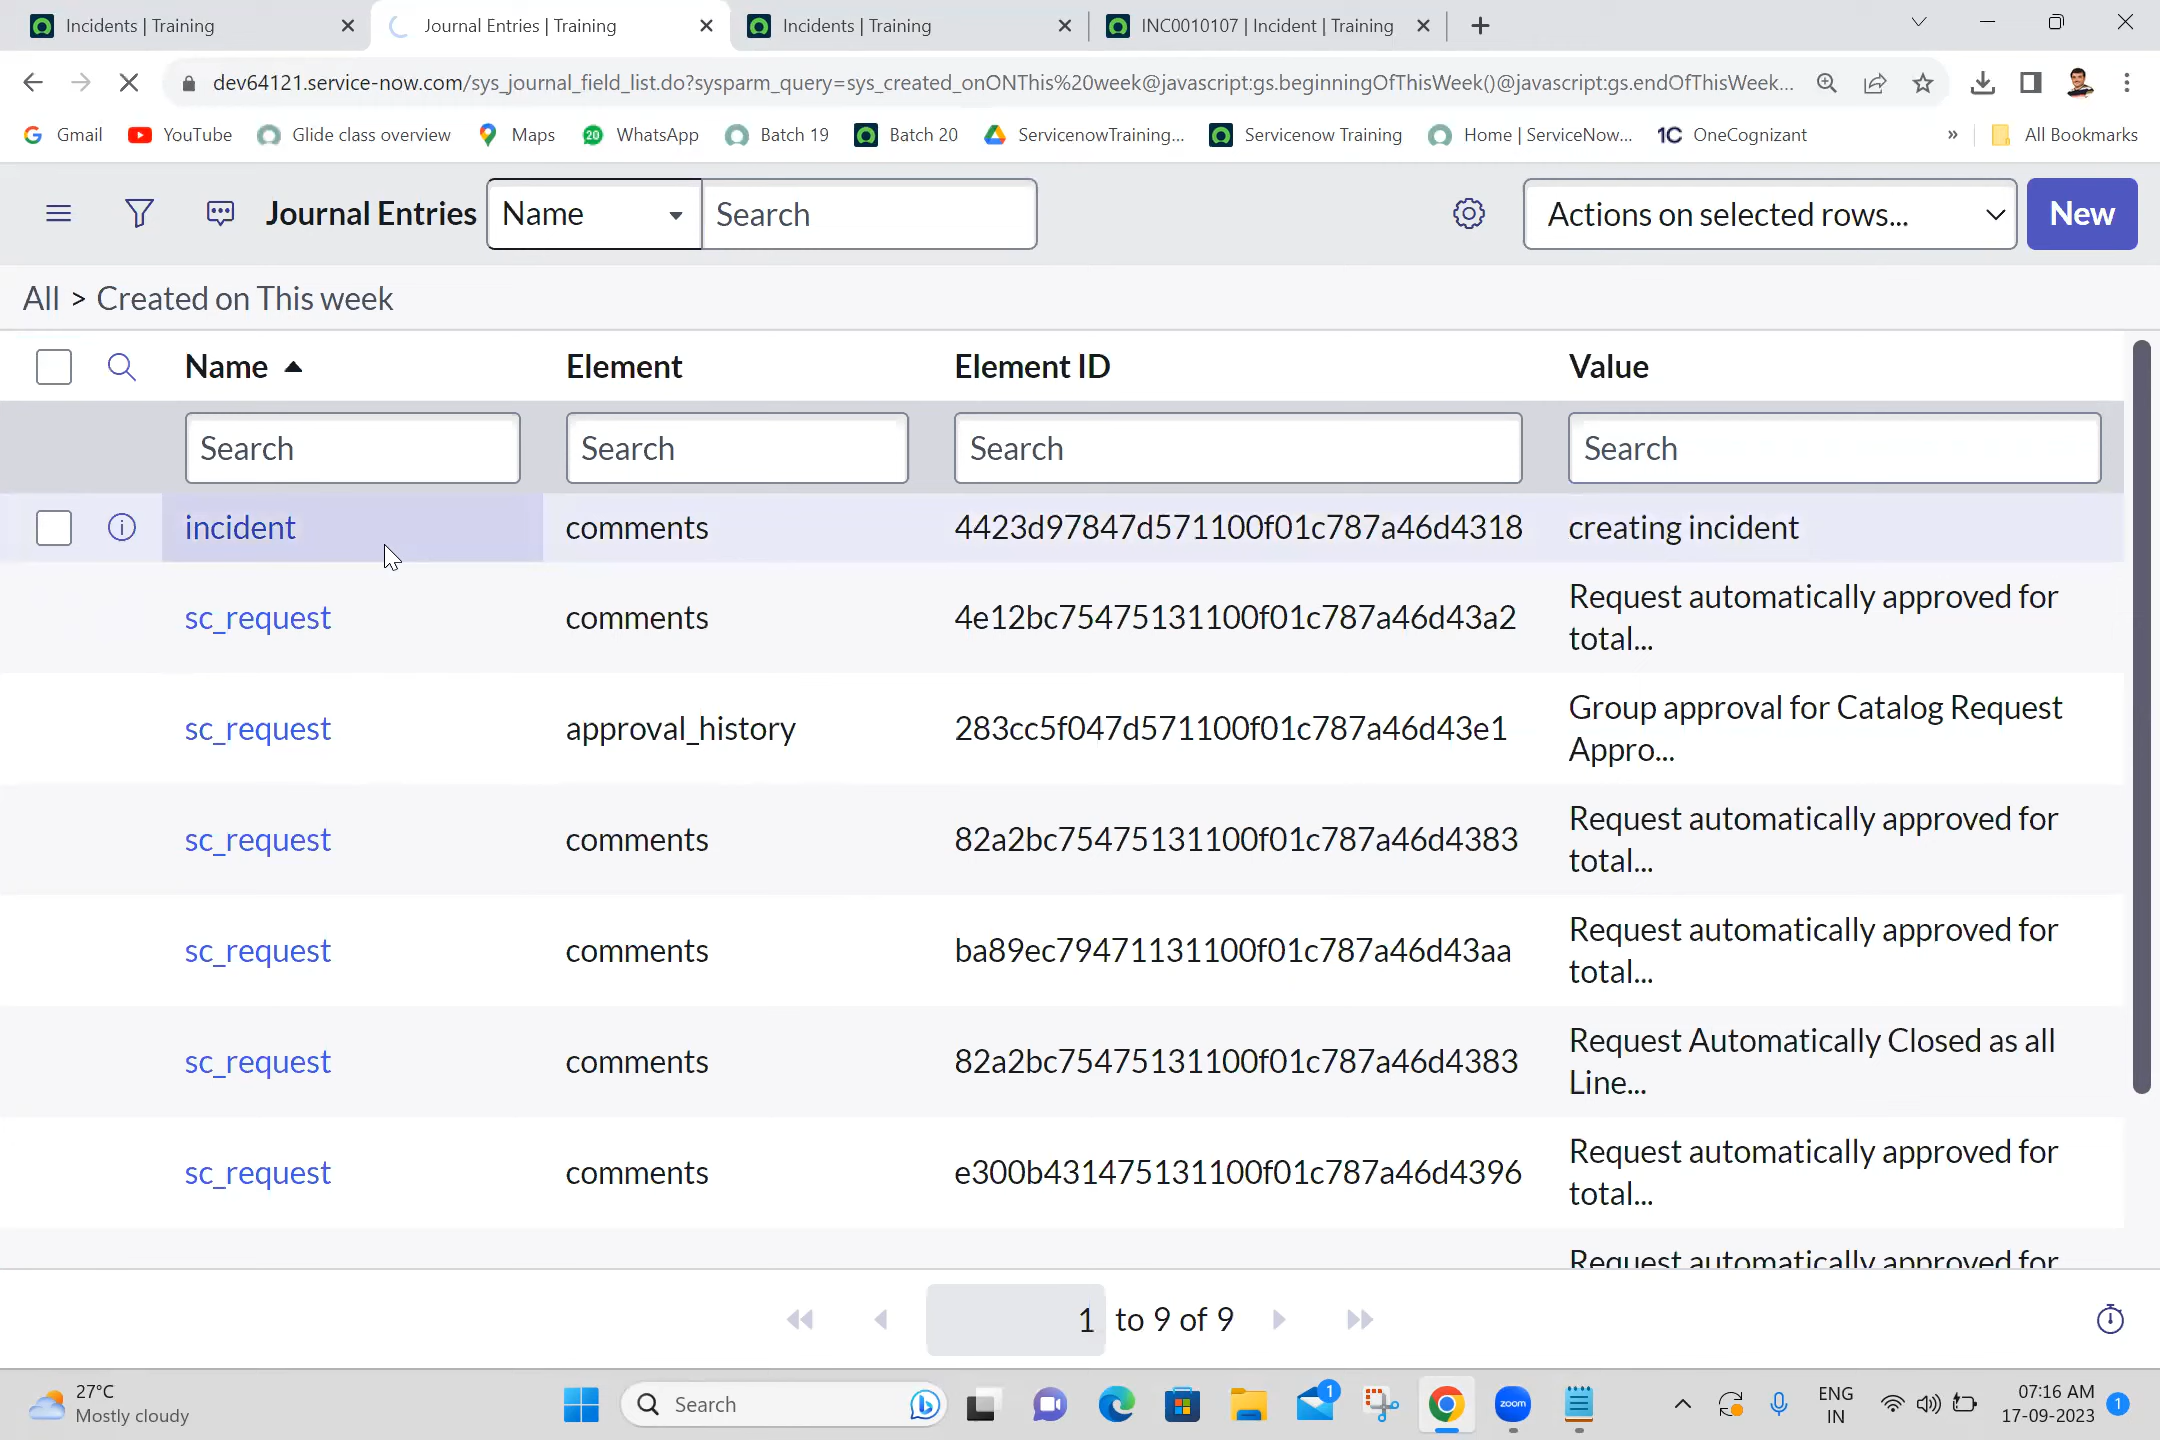 Incidents | Training
Journal Entries | Training
Incidents | Training
INC0010107 | Incident | Training
dev64121.service-now.com/sys_journal_field_list.do?sysparm_query=sys_created_onONThis%20week@javascript:gs.beginningOfThisWeek()@javascript:gs.endOfThisWeek...
Gmail
YouTube
Glide class overview
Maps
20 WhatsApp
Batch 19
Batch 20
ServicenowTraining...
Servicenow Training
Home | ServiceNow...
1C OneCognizant
»
All Bookmarks
Journal Entries
Name
Search
Actions on selected rows...
New
All > Created on This week
Name Element Element ID Value
Search Search Search Search
incident comments 4423d97847d571100f01c787a46d4318 creating incident
sc_request comments 4e12bc75475131100f01c787a46d43a2 Request automatically approved for
total...
sc_request approval_history 283cc5f047d571100f01c787a46d43e1 Group approval for Catalog Request
Appro...
sc_request comments 82a2bc75475131100f01c787a46d4383 Request automatically approved for
total...
sc_request comments ba89ec79471131100f01c787a46d43aa Request automatically approved for
total...
sc_request comments 82a2bc75475131100f01c787a46d4383 Request Automatically Closed as all
Line...
sc_request comments e300b431475131100f01c787a46d4396 Request automatically approved for
total...
Request automatically approved for
1 to 9 of 9
27°C
Mostly cloudy
Search
1
zoom
ENG
IN
07:16 AM
17-09-2023
1